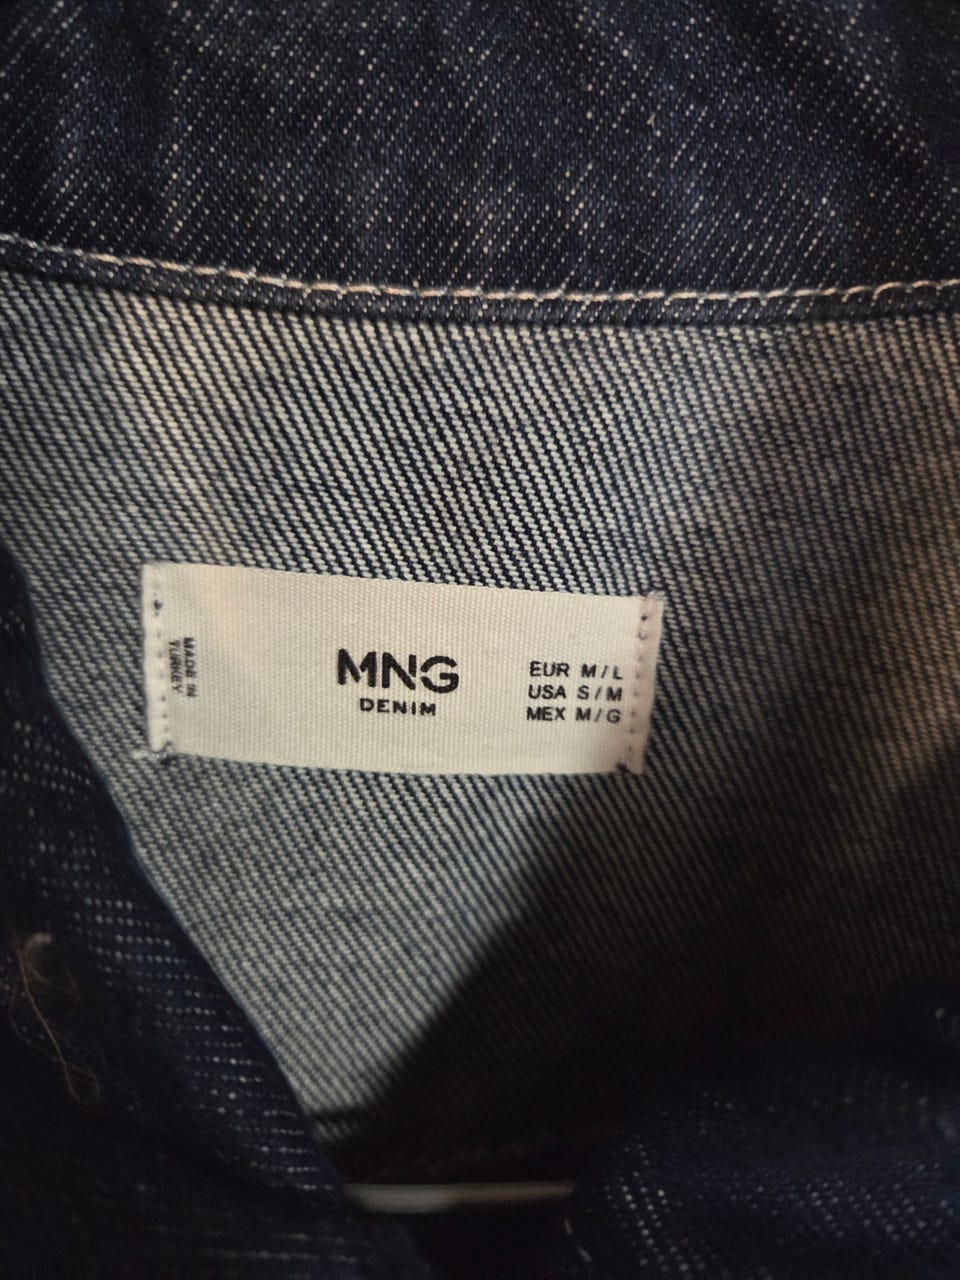 MADE IN
TURKEY
MNG
DENIM
EUR M/L
USA S/M
MEX M/G